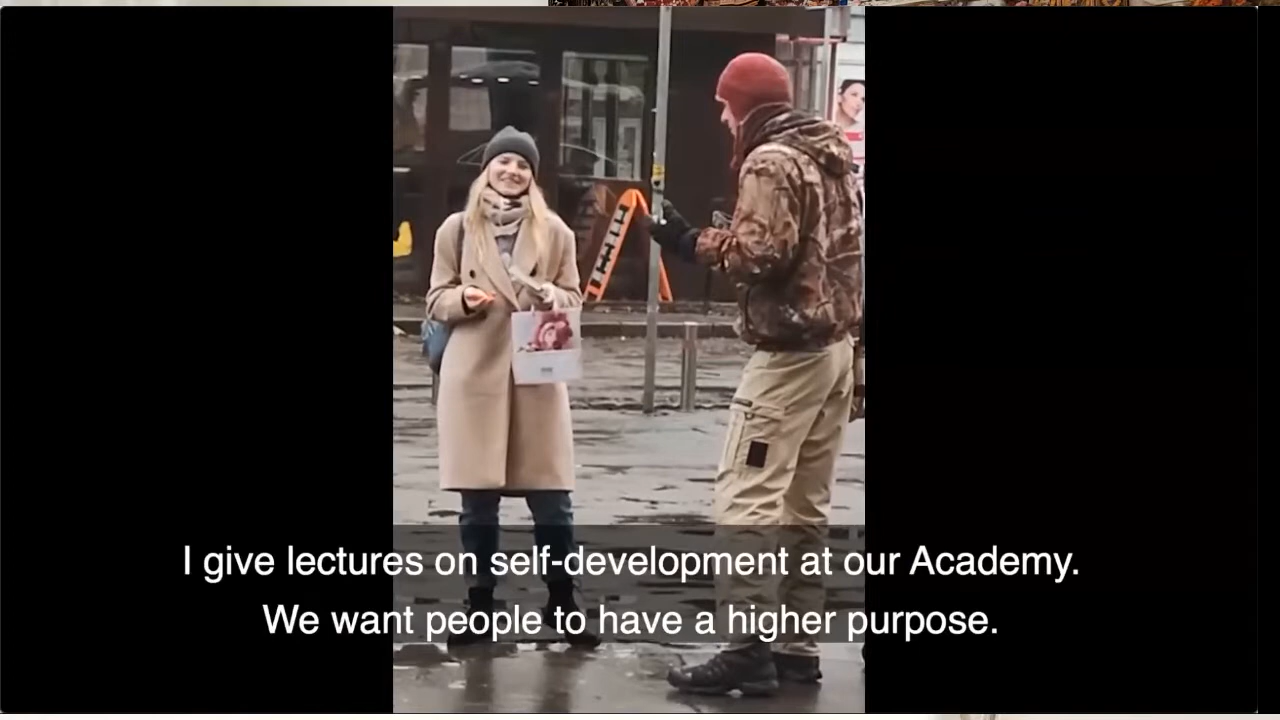 I give lectures on self-development at our Academy.
We want people to have a higher purpose.